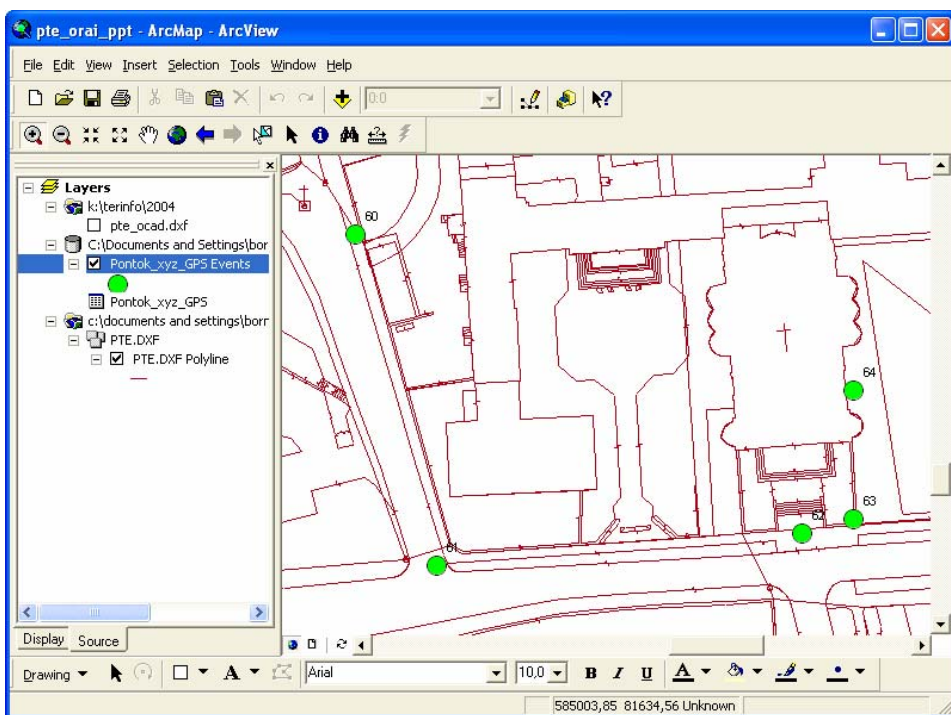 pte_orai_ppt - ArcMap - ArcView
File Edit View Insert Selection Tools Window Help
0:0
Layers
k:\terinfo\2004
pte_ocad.dxf
C:\Documents and Settings\bor
Pontok_xyz_GPS Events
Pontok_xyz_GPS
c:\documents and settings\borr
PTE.DXF
PTE.DXF Polyline
60
64
63
62
61
Display Source
Drawing A Arial 10,0 B I U A
585003,85 81634,56 Unknown